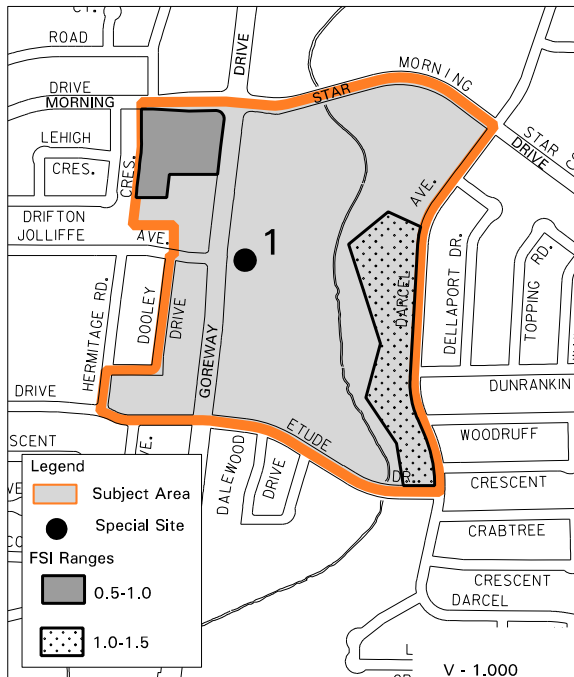 CT.
ROAD
DRIVE
DRIVE
MORNING
STAR
MORNING
LEHIGH
CRES.
CRES.
STAR
DRIVE
DRIFTON
JOLLIFFE
AVE.
AVE.
1
HERMITAGE RD.
DOOLEY
DRIVE
GOREWAY
DARCEL
DELLAPORT DR.
TOPPING RD.
DRIVE
DUNRANKIN
ETUDE
DR.
WOODRUFF
CRESCENT
CRABTREE
CRESCENT
DARCEL
SCENT
VE.
DALEWOOD
DRIVE
Legend
Subject Area
Special Site
FSI Ranges
0.5-1.0
1.0-1.5
V - 1.000